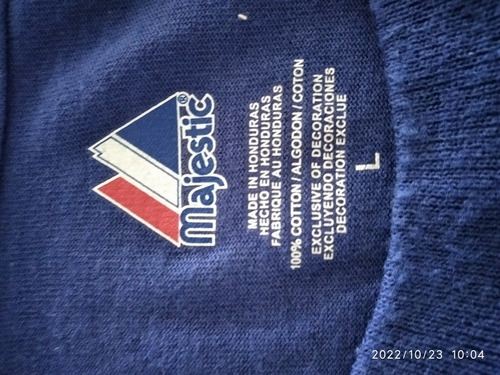 Majestic®
MADE IN HONDURAS
HECHO EN HONDURAS
FABRIQUE AU HONDURAS
100% COTTON / ALGODON / COTON
EXCLUSIVE OF DECORATION
EXCLUYENDO DECORACIONES
DECORATION EXCLUE
L
2022/10/23 10:04